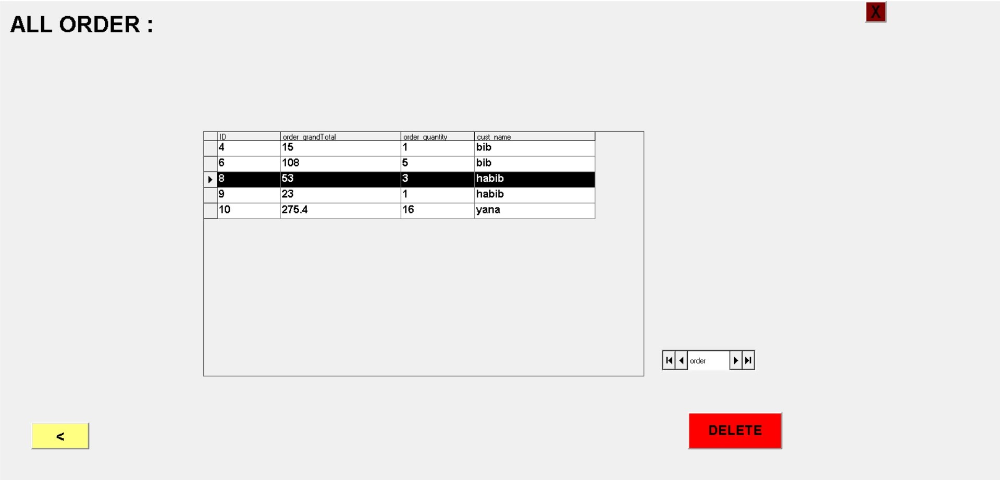 X
ALL ORDER :
ID order_grandTotal order_quantity cust_name
4 15 1 bib
6 108 5 bib
8 53 3 habib
9 23 1 habib
10 275.4 16 yana
order
DELETE
<